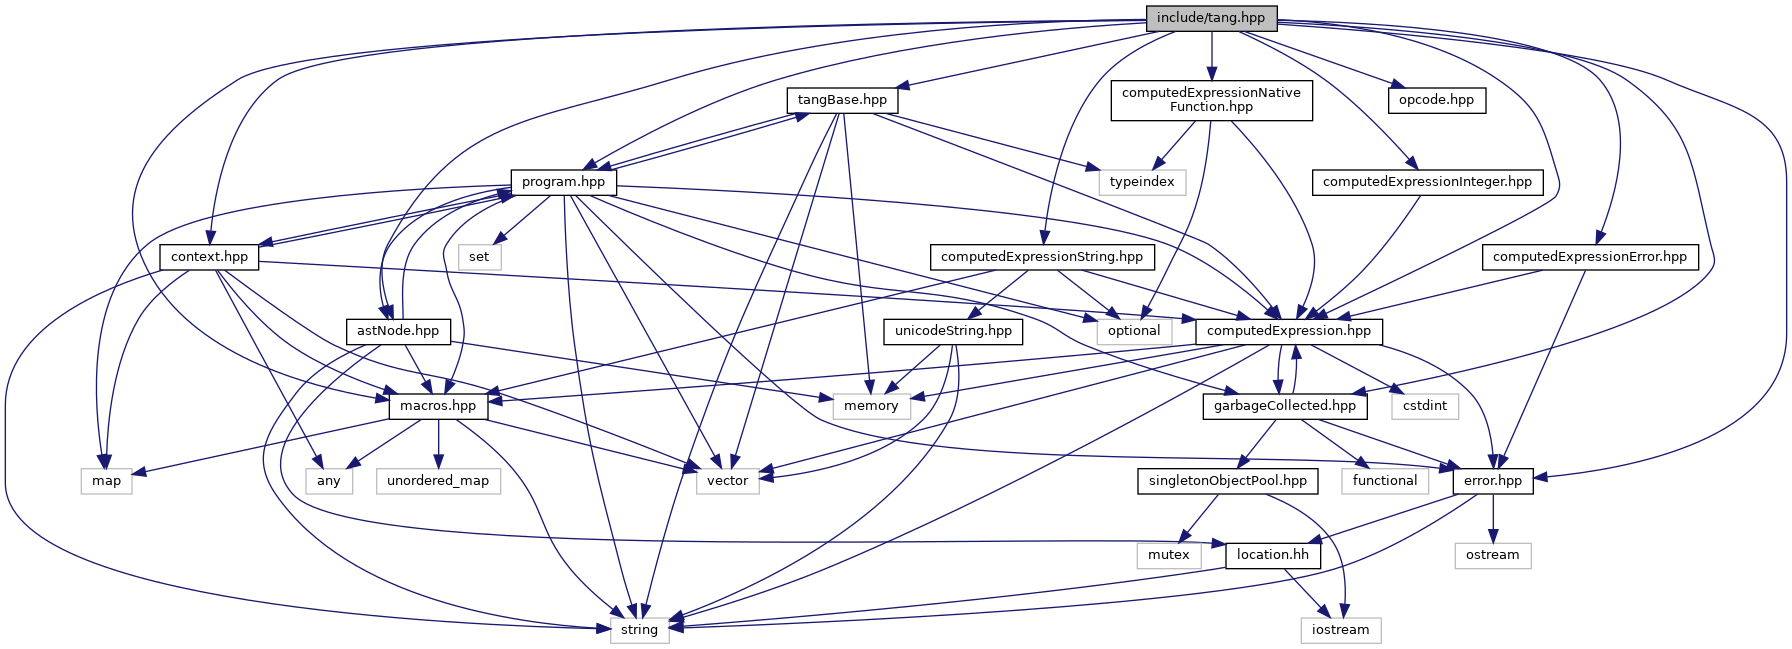 include/tang.hpp
tangBase.hpp
computedExpressionNative
Function.hpp
opcode.hpp
program.hpp
typeindex
computedExpressionInteger.hpp
context.hpp
set
computedExpressionString.hpp
computedExpressionError.hpp
astNode.hpp
unicodeString.hpp
optional
computedExpression.hpp
macros.hpp
memory
garbageCollected.hpp
cstdint
map
any
unordered_map
vector
singletonObjectPool.hpp
functional
error.hpp
mutex
location.hh
ostream
string
iostream